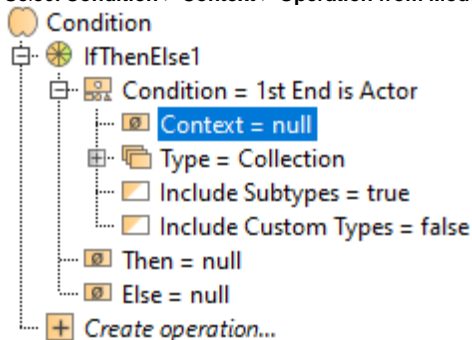 Condition
IfThenElse1
Condition = 1st End is Actor
Context = null
Type = Collection
Include Subtypes = true
Include Custom Types = false
Then = null
Else = null
Create operation...